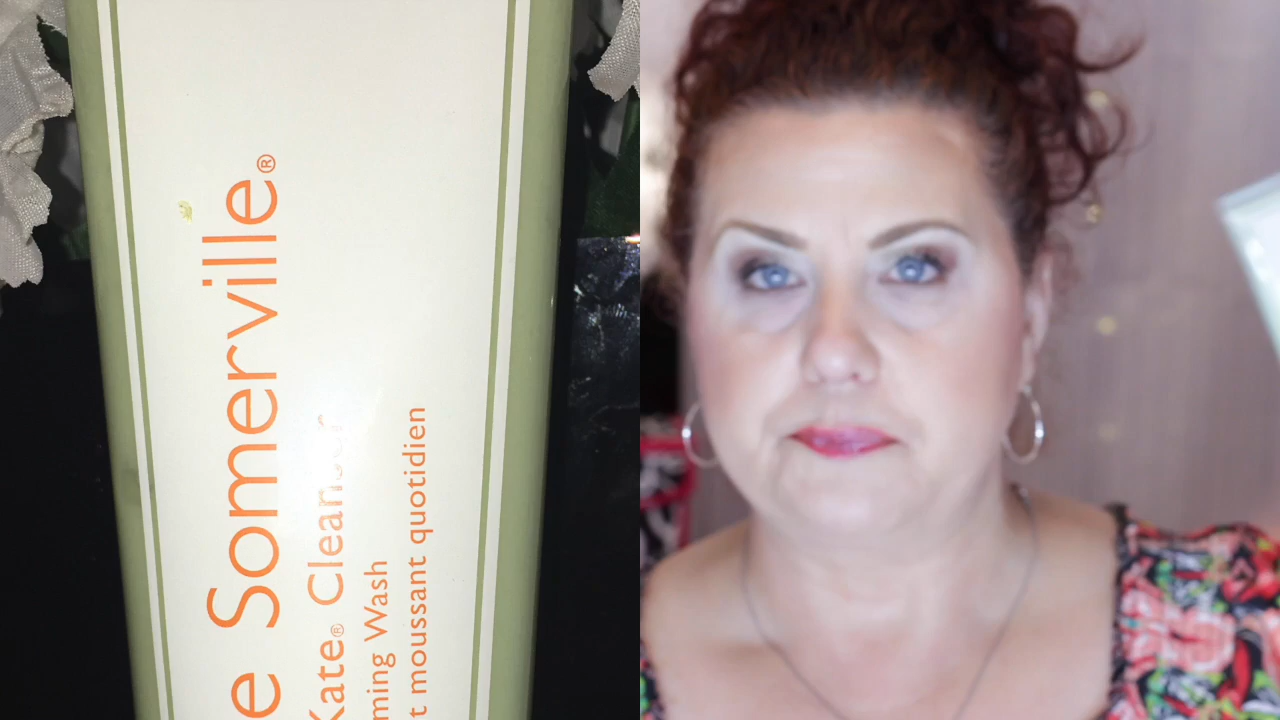 e Somerville®
Kate® Cleanser
ming Wash
t moussant quotidien